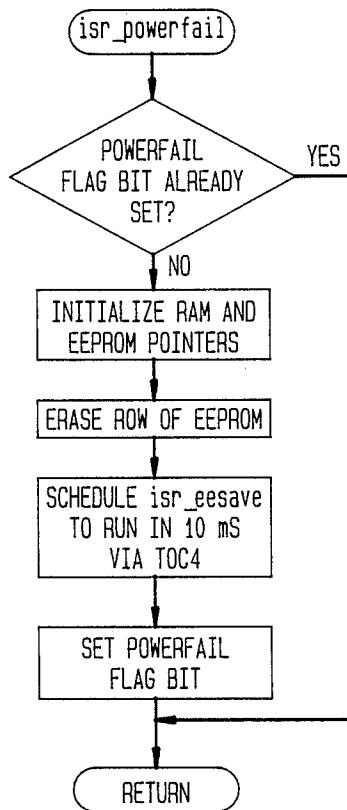 isr_powerfail
POWERFAIL
FLAG BIT ALREADY
SET?
YES
NO
INITIALIZE RAM AND
EEPROM POINTERS
ERASE ROW OF EEPROM
SCHEDULE isr_eesave
TO RUN IN 10 mS
VIA TOC4
SET POWERFAIL
FLAG BIT
RETURN